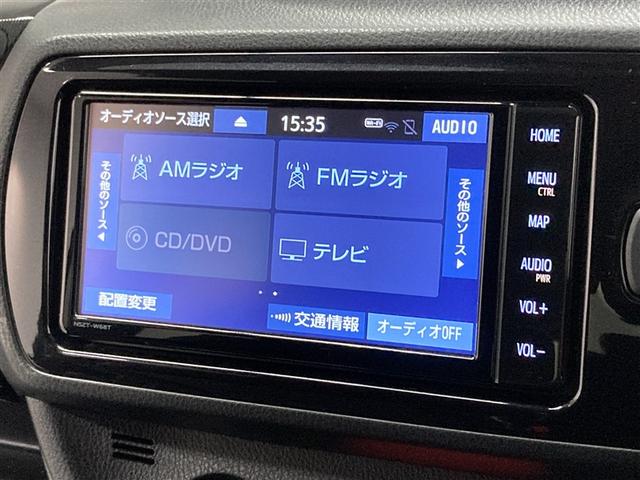 オーディオソース選択
15:35
Wi-Fi
AUDIO
その他のソース◀
AMラジオ
FMラジオ
その他のソース▶
CD/DVD
テレビ
配置変更
交通情報
オーディオOFF
NSZT-W68T
HOME
MENU
CTRL
MAP
AUDIO
PWR
VOL+
VOL-